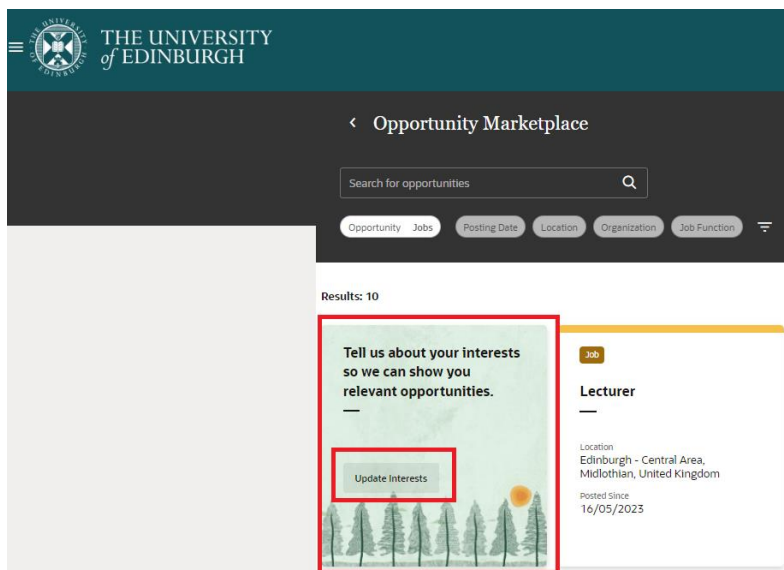 THE UNIVERSITY
of EDINBURGH
Opportunity Marketplace
Search for opportunities
Opportunity Jobs Posting Date Location Organization Job Function
Results: 10
Tell us about your interests
so we can show you
relevant opportunities.
Update Interests
Job
Lecturer
Location
Edinburgh - Central Area,
Midlothian, United Kingdom
Posted Since
16/05/2023